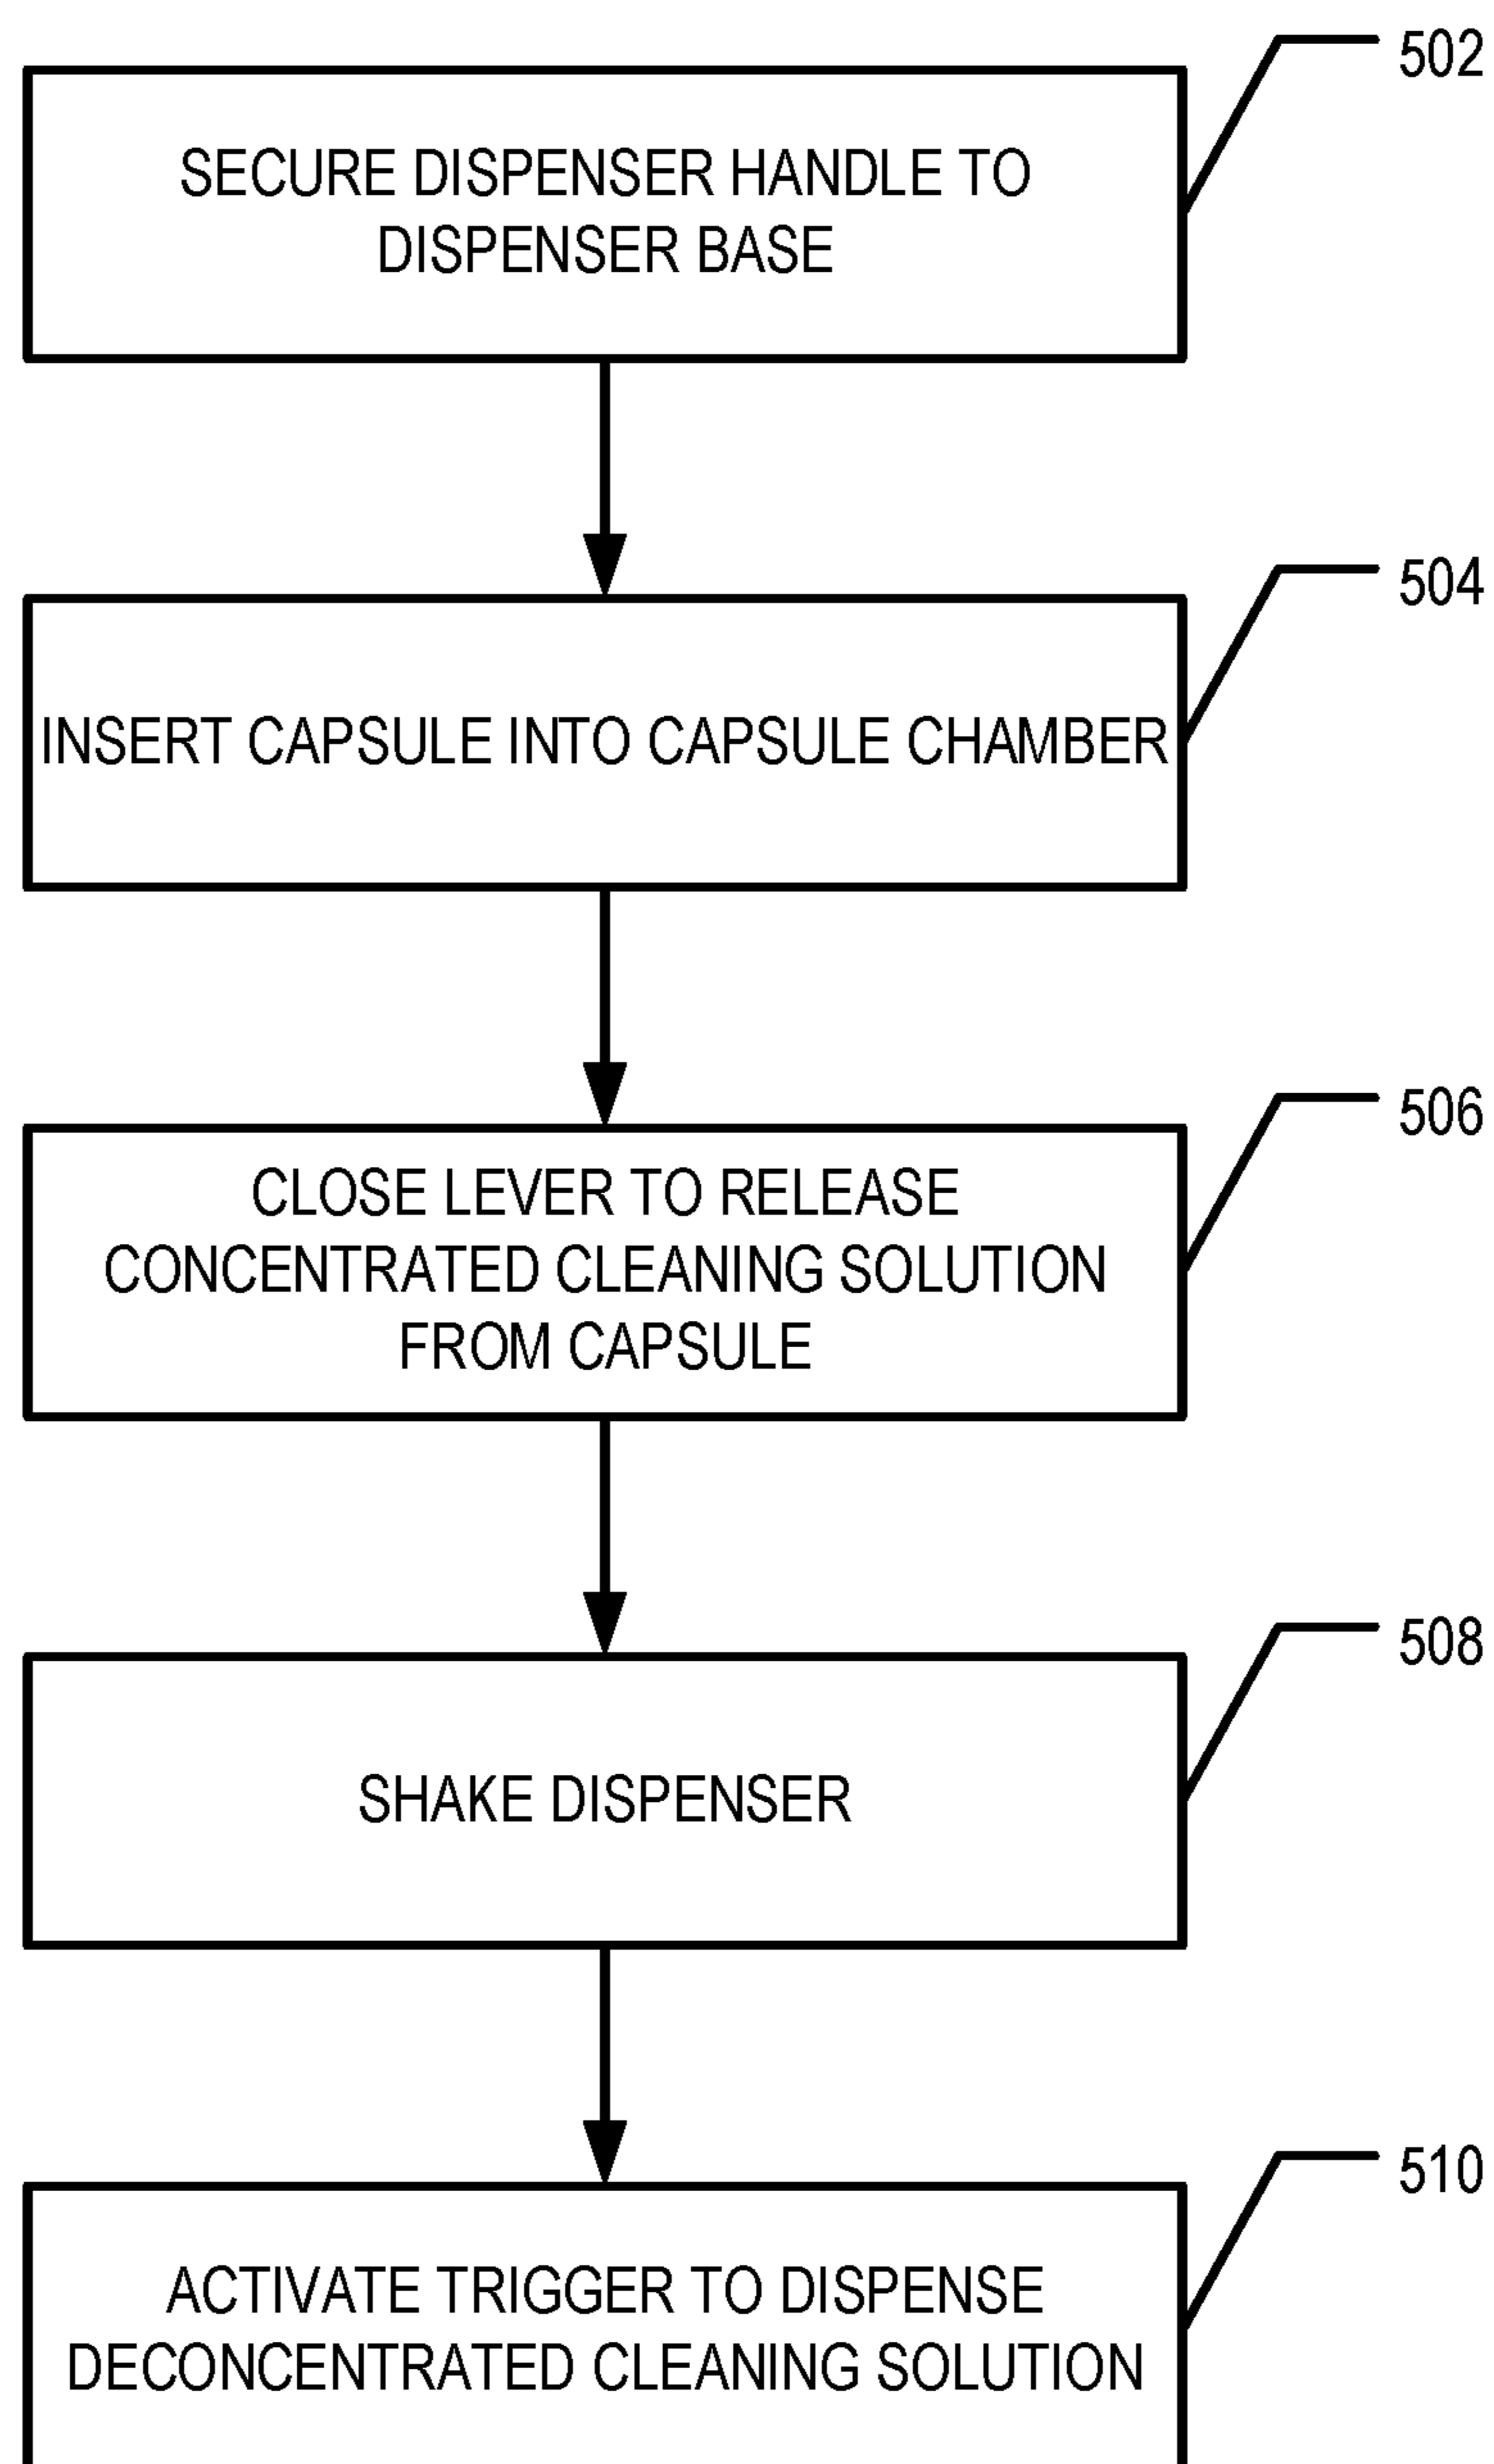 502
SECURE DISPENSER HANDLE TO
DISPENSER BASE
504
INSERT CAPSULE INTO CAPSULE CHAMBER
506
CLOSE LEVER TO RELEASE
CONCENTRATED CLEANING SOLUTION
FROM CAPSULE
508
SHAKE DISPENSER
510
ACTIVATE TRIGGER TO DISPENSE
DECONCENTRATED CLEANING SOLUTION